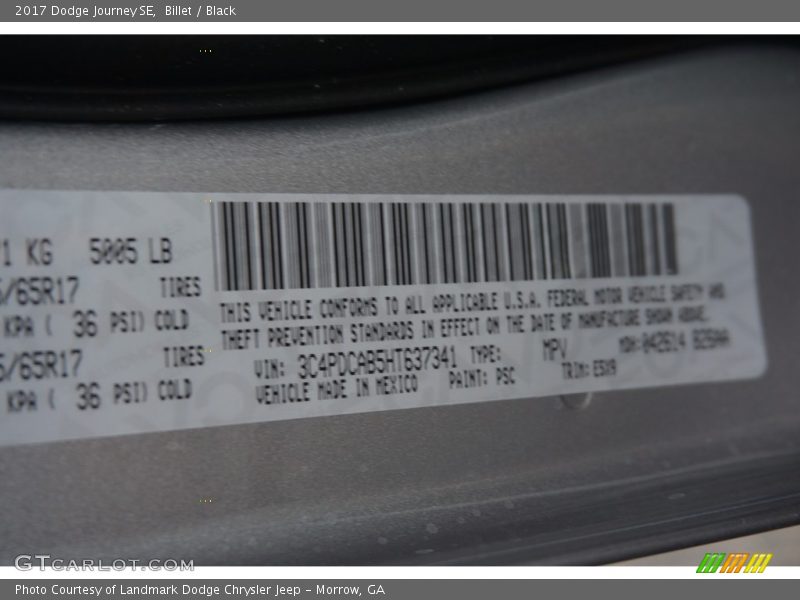 2017 Dodge Journey SE,  Billet / Black
1 KG 5005 LB
/65R17 TIRES
KPA ( 36 PSI) COLD
/65R17 TIRES
KPA ( 36 PSI) COLD
THIS VEHICLE CONFORMS TO ALL APPLICABLE U.S.A. FEDERAL MOTOR VEHICLE SAFETY AND
THEFT PREVENTION STANDARDS IN EFFECT ON THE DATE OF MANUFACTURE SHOWN ABOVE.
VIN: 3C4PDCAB5HT637341 TYPE: MPV MDH: 042614 
VEHICLE MADE IN MEXICO PAINT: PSC TRIM:
GTCARLOT.COM
Photo Courtesy of Landmark Dodge Chrysler Jeep – Morrow, GA